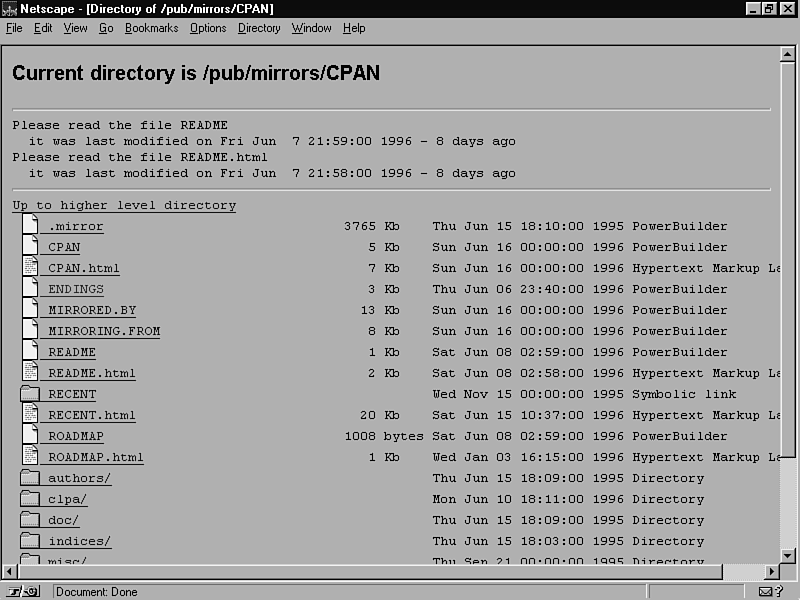 Netscape - [Directory of /pub/mirrors/CPAN]
File Edit View Go Bookmarks Options Directory Window Help
Current directory is /pub/mirrors/CPAN
Please read the file README
it was last modified on Fri Jun 7 21:59:00 1996 - 8 days ago
Please read the file README.html
it was last modified on Fri Jun 7 21:58:00 1996 - 8 days ago
Up to higher level directory
.mirror 3765 Kb Thu Jun 15 18:10:00 1995 PowerBuilder
CPAN 5 Kb Sun Jun 16 00:00:00 1996 PowerBuilder
CPAN.html 7 Kb Sun Jun 16 00:00:00 1996 Hypertext Markup La
ENDINGS 3 Kb Thu Jun 06 23:40:00 1996 PowerBuilder
MIRRORED.BY 13 Kb Sun Jun 16 00:00:00 1996 PowerBuilder
MIRRORING.FROM 8 Kb Sun Jun 16 00:00:00 1996 PowerBuilder
README 1 Kb Sat Jun 08 02:59:00 1996 PowerBuilder
README.html 2 Kb Sat Jun 08 02:58:00 1996 Hypertext Markup La
RECENT Wed Nov 15 00:00:00 1995 Symbolic link
RECENT.html 20 Kb Sat Jun 15 10:37:00 1996 Hypertext Markup La
ROADMAP 1008 bytes Sat Jun 08 02:59:00 1996 PowerBuilder
ROADMAP.html 1 Kb Wed Jan 03 16:15:00 1996 Hypertext Markup La
authors/ Thu Jun 15 18:09:00 1995 Directory
clpa/ Mon Jun 10 18:11:00 1996 Directory
doc/ Thu Jun 15 18:09:00 1995 Directory
indices/ Thu Jun 15 18:03:00 1995 Directory
misc/ Thu Sep 21 00:00:00 1995 Directory
Document: Done